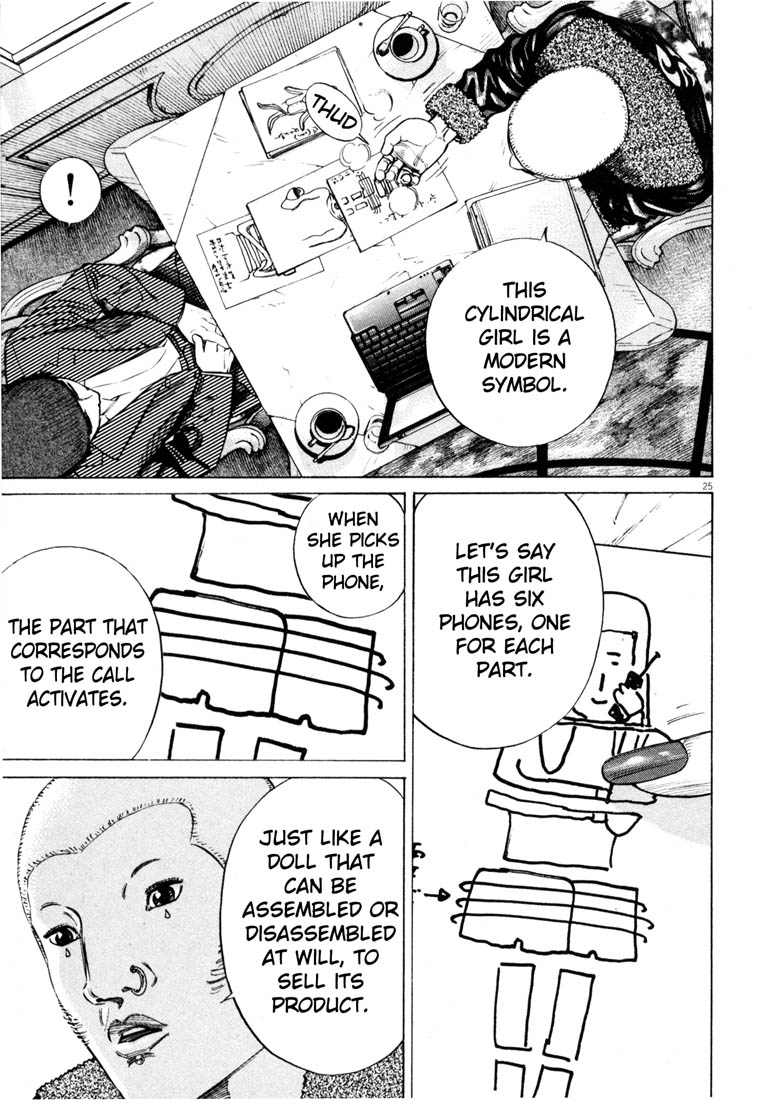 THUD
!
THIS
CYLINDRICAL
GIRL IS A
MODERN
SYMBOL.
25
LET'S SAY
THIS GIRL
HAS SIX
PHONES, ONE
FOR EACH
PART.
WHEN
SHE PICKS
UP THE
PHONE,
THE PART THAT
CORRESPONDS
TO THE CALL
ACTIVATES.
JUST LIKE A
DOLL THAT
CAN BE
ASSEMBLED OR
DISASSEMBLED
AT WILL, TO
SELL ITS
PRODUCT.